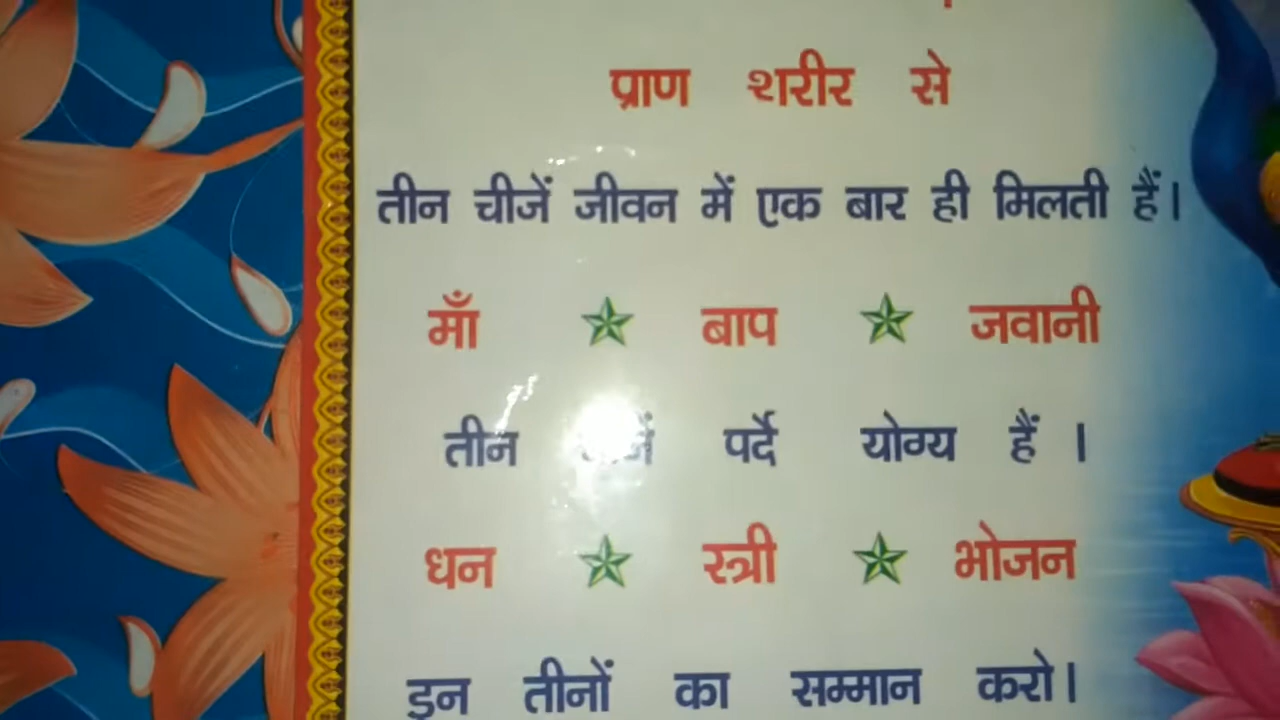 प्राण शरीर से
तीन चीजें जीवन में एक बार ही मिलती हैं।
माँ बाप जवानी
तीन पर्दे योग्य हैं ।
धन स्त्री भोजन
इन तीनों का सम्मान करो।